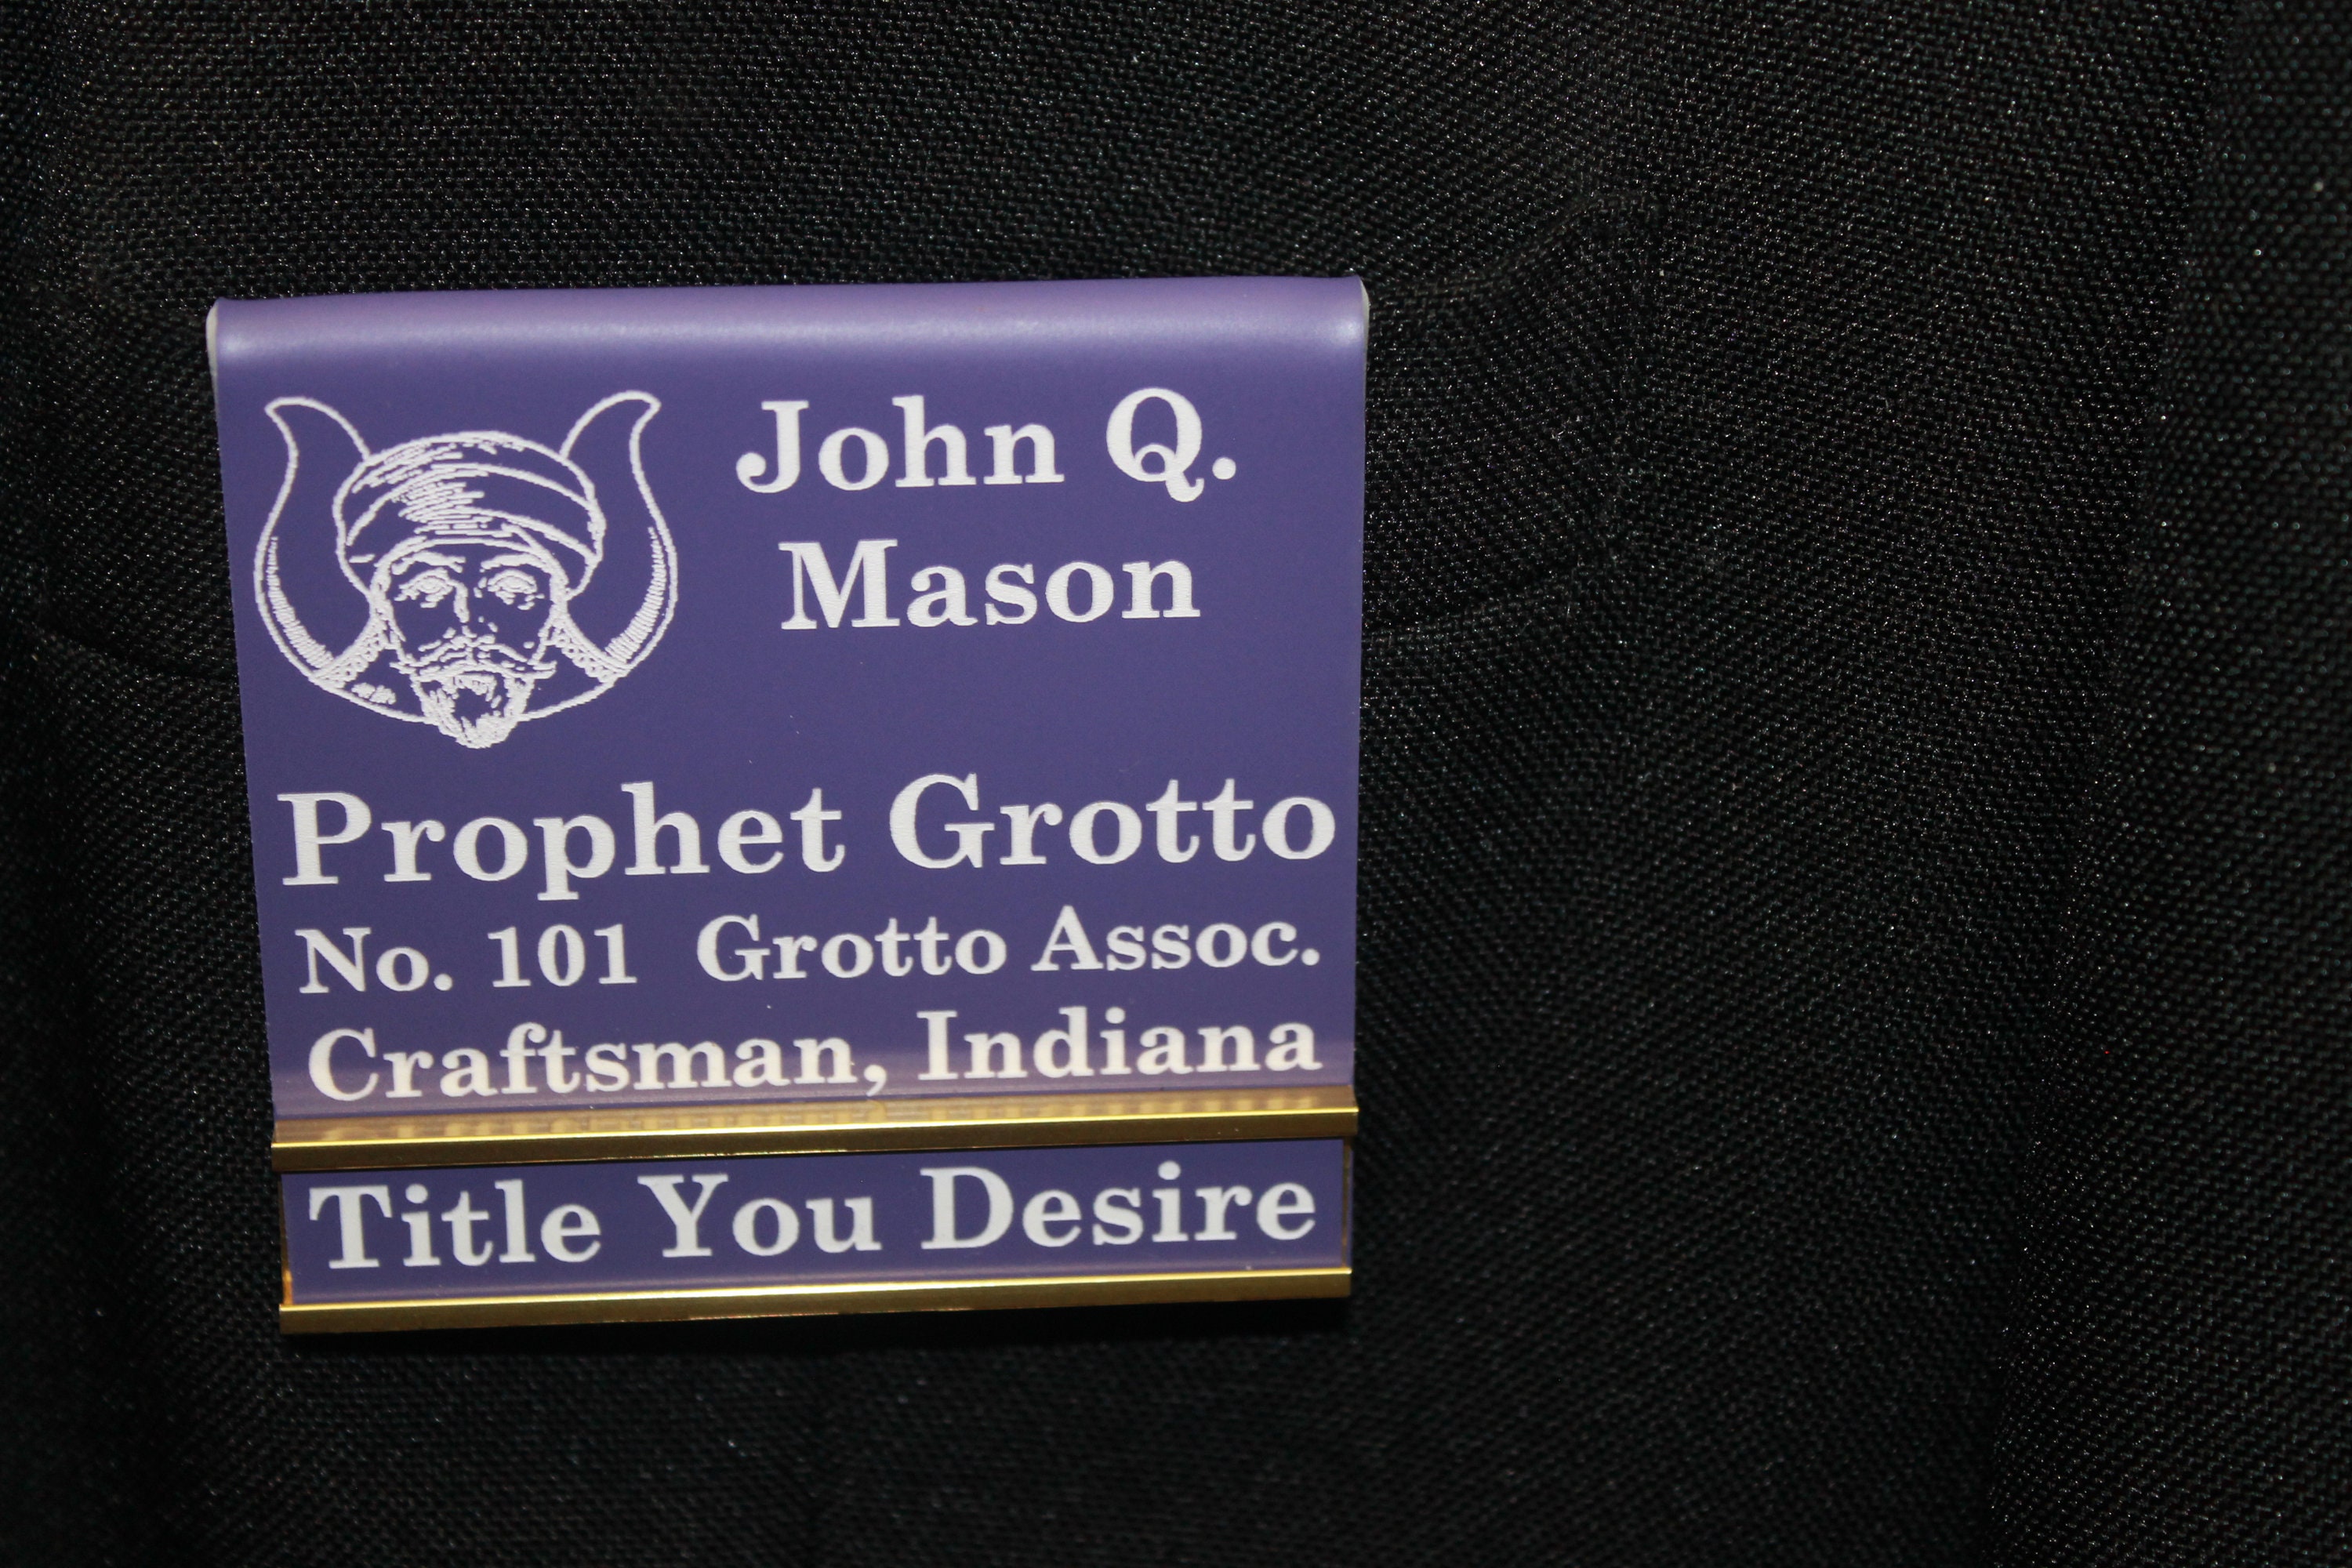 John Q.
Mason
Prophet Grotto
No. 101 Grotto Assoc.
Craftsman, Indiana
Title You Desire